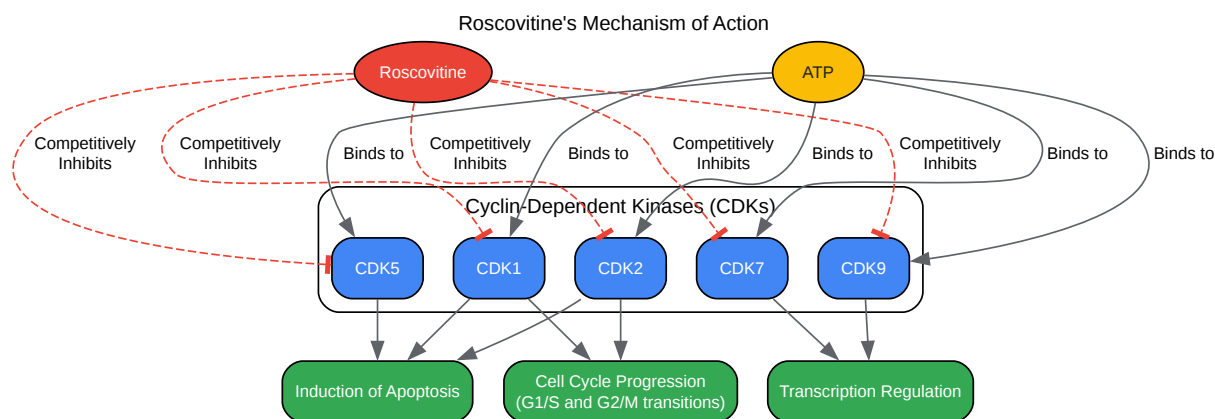 Roscovitine's Mechanism of Action
Roscovitine
ATP
Competitively
Inhibits
Competitively
Inhibits
Binds to
Competitively
Inhibits
Binds to
Competitively
Inhibits
Binds to
Competitively
Inhibits
Binds to
Binds to
Cyclin-Dependent Kinases (CDKs)
CDK5
CDK1
CDK2
CDK7
CDK9
Induction of Apoptosis
Cell Cycle Progression
(G1/S and G2/M transitions)
Transcription Regulation